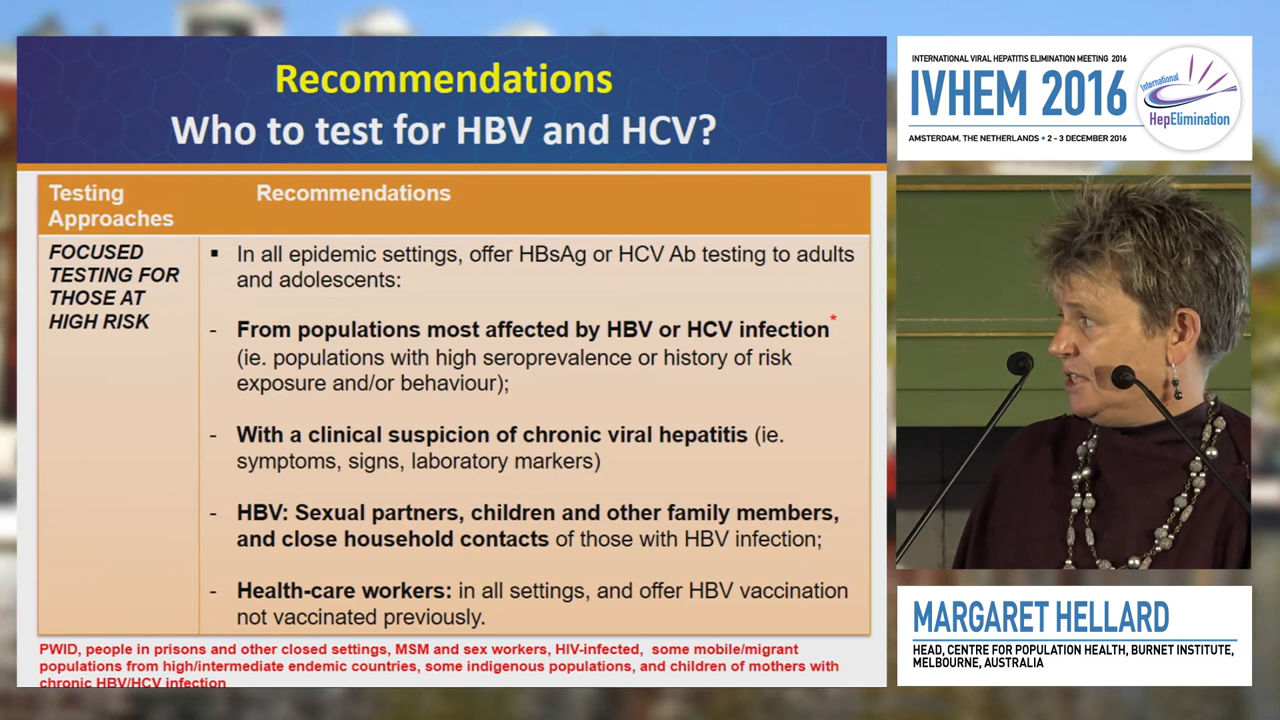 Recommendations
Who to test for HBV and HCV?
Testing
Approaches
Recommendations
FOCUSED
TESTING FOR
THOSE AT
HIGH RISK
▪ In all epidemic settings, offer HBsAg or HCV Ab testing to adults
and adolescents:
- From populations most affected by HBV or HCV infection*
(ie. populations with high seroprevalence or history of risk
exposure and/or behaviour);
- With a clinical suspicion of chronic viral hepatitis (ie.
symptoms, signs, laboratory markers)
- HBV: Sexual partners, children and other family members,
and close household contacts of those with HBV infection;
- Health-care workers: in all settings, and offer HBV vaccination
not vaccinated previously.
PWID, people in prisons and other closed settings, MSM and sex workers, HIV-infected, some mobile/migrant
populations from high/intermediate endemic countries, some indigenous populations, and children of mothers with
chronic HBV/HCV infection
INTERNATIONAL VIRAL HEPATITIS ELIMINATION MEETING 2016
IVHEM 2016
AMSTERDAM, THE NETHERLANDS • 2 - 3 DECEMBER 2016
International
HepElimination
MARGARET HELLARD
HEAD, CENTRE FOR POPULATION HEALTH, BURNET INSTITUTE,
MELBOURNE, AUSTRALIA